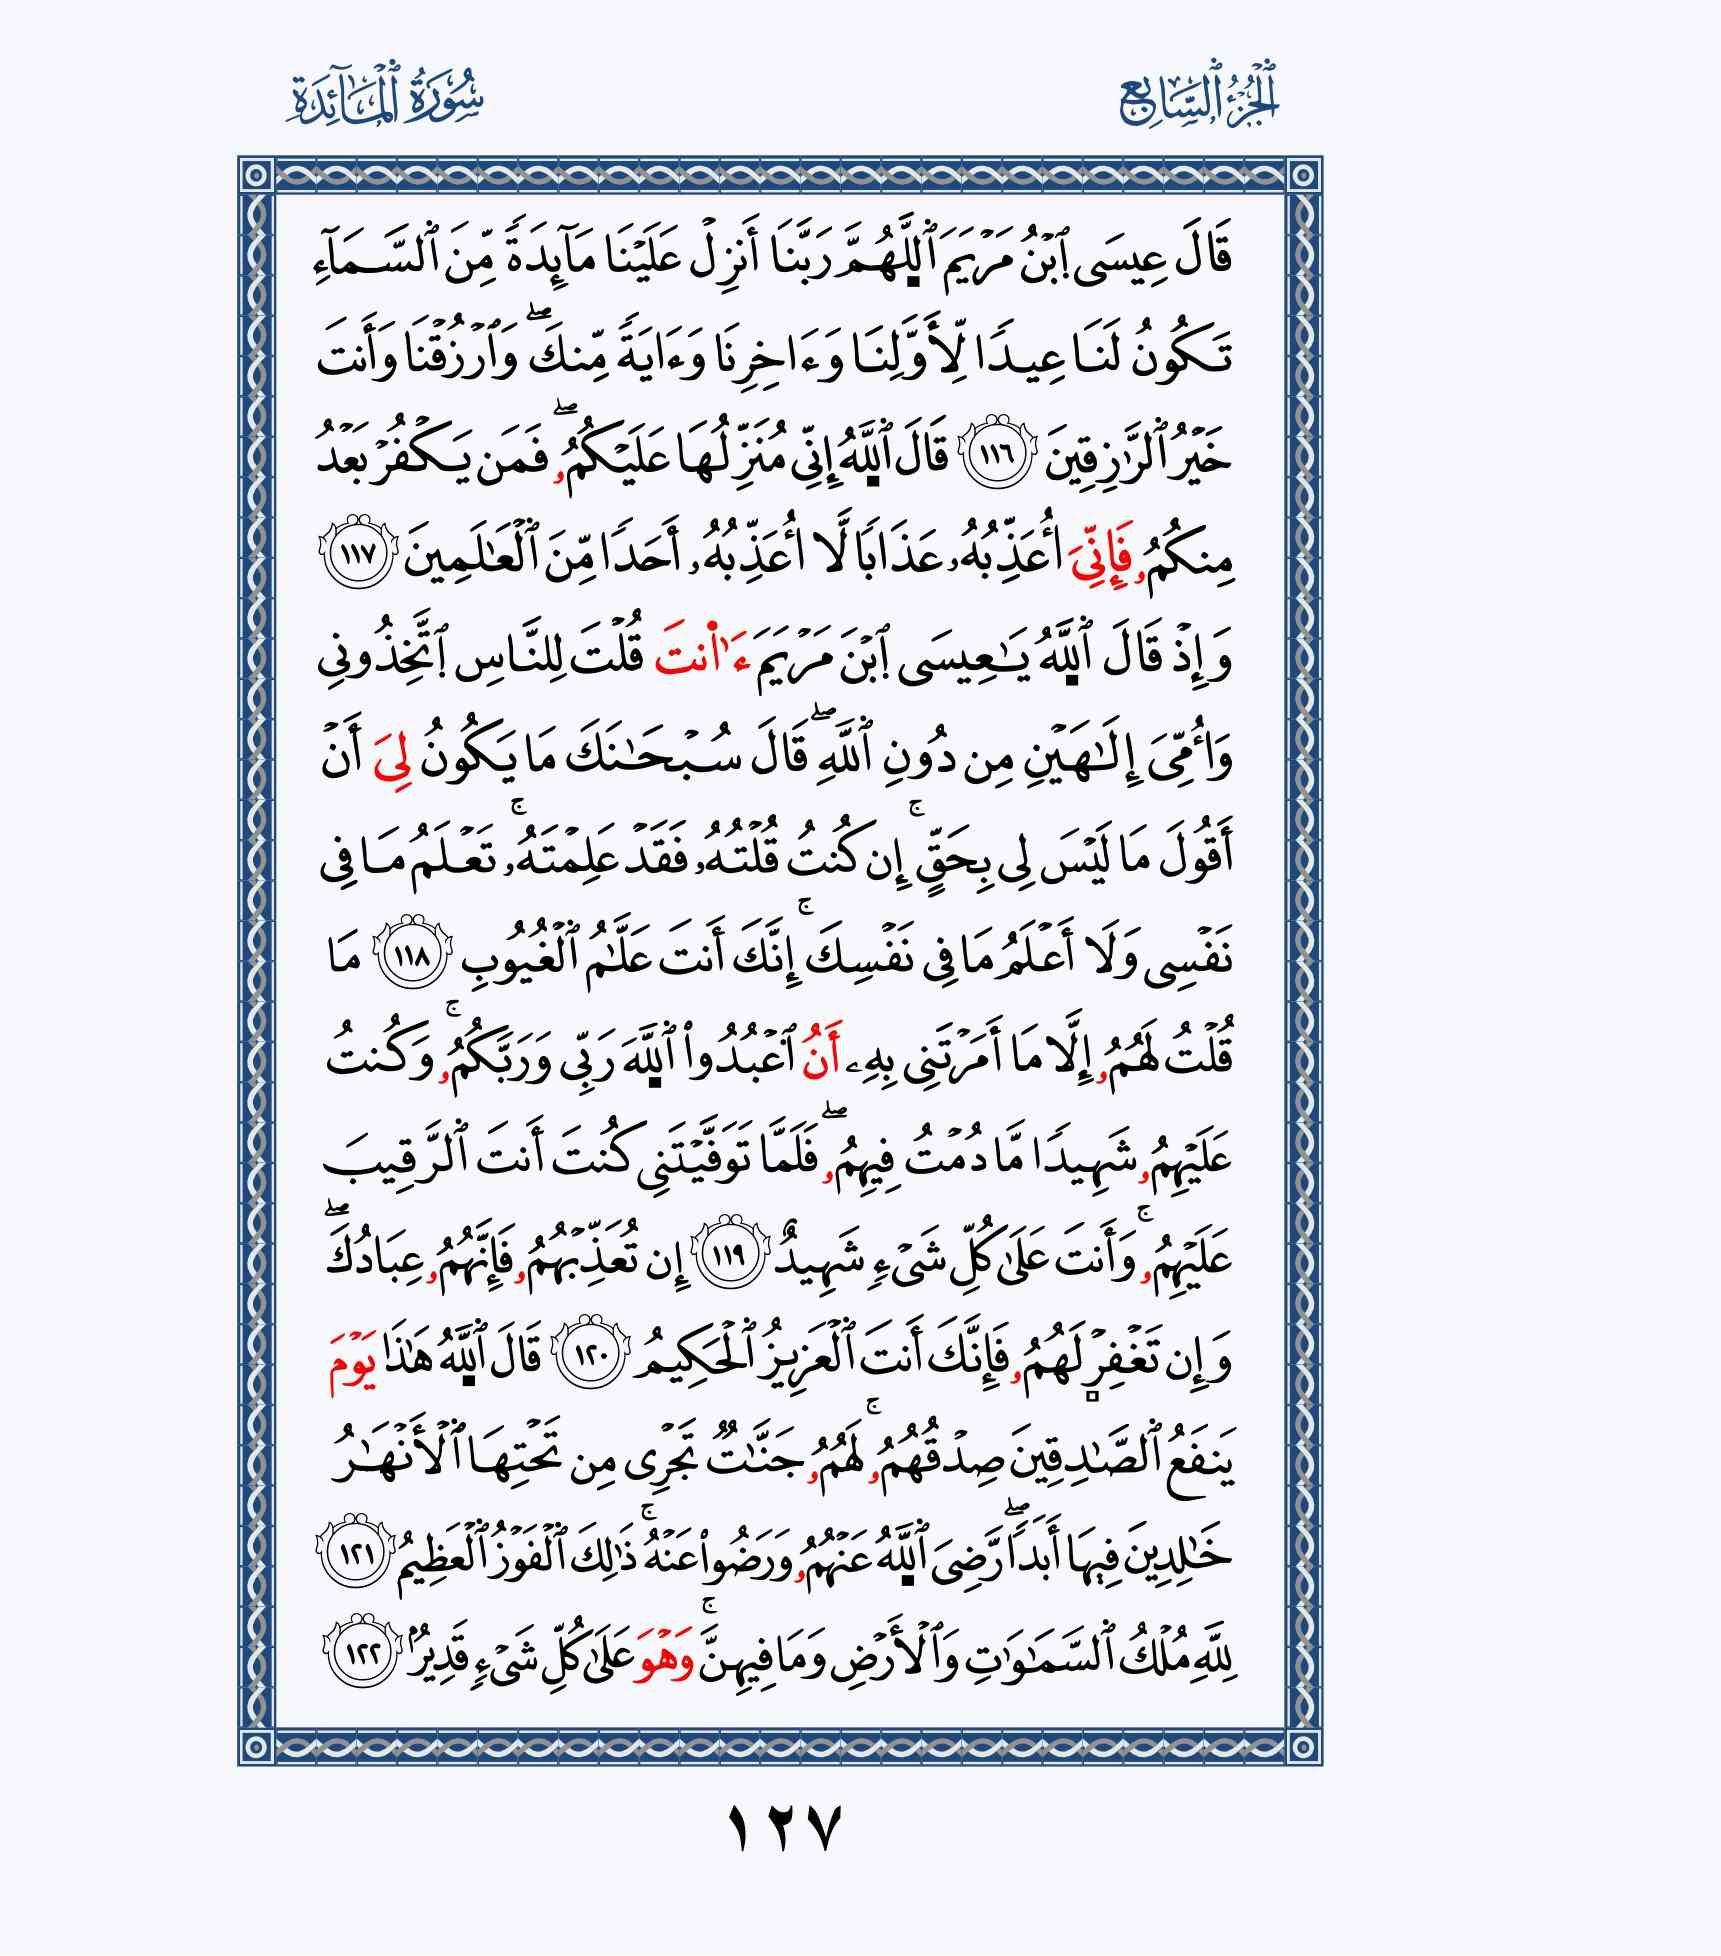 الجُزْءُ ٱلسَّابِعُ
سُورَةُ ٱلْمَائِدَةِ
قَالَ عِيسَى ٱبْنُ مَرْيَمَ ٱللَّهُمَّ رَبَّنَا أَنزِلْ عَلَيْنَا مَآئِدَةً مِّنَ ٱلسَّمَآءِ
تَكُونُ لَنَا عِيدًا لِّأَوَّلِنَا وَءَاخِرِنَا وَءَايَةً مِّنكَۖ وَٱرْزُقْنَا وَأَنتَ
خَيْرُ ٱلرَّٰزِقِينَ ١١٦ قَالَ ٱللَّهُ إِنِّى مُنَزِّلُهَا عَلَيْكُمُۥۖ فَمَن يَكْفُرْ بَعْدُ
مِنكُمُۥ فَإِنِّىَ أُعَذِّبُهُۥ عَذَابًا لَّا أُعَذِّبُهُۥ أَحَدًا مِّنَ ٱلْعَٰلَمِينَ ١١٧
وَإِذْ قَالَ ٱللَّهُ يَٰعِيسَى ٱبْنَ مَرْيَمَ ءَا۬نتَ قُلْتَ لِلنَّاسِ ٱتَّخِذُونِى
وَأُمِّىَ إِلَٰهَيْنِ مِن دُونِ ٱللَّهِۖ قَالَ سُبْحَٰنَكَ مَا يَكُونُ لِىَ أَنْ
أَقُولَ مَا لَيْسَ لِى بِحَقٍّۚ إِن كُنتُ قُلْتُهُۥ فَقَدْ عَلِمْتَهُۥۚ تَعْلَمُ مَا فِى
نَفْسِى وَلَا أَعْلَمُ مَا فِى نَفْسِكَۚ إِنَّكَ أَنتَ عَلَّٰمُ ٱلْغُيُوبِ ١١٨ مَا
قُلْتُ لَهُمُۥ إِلَّا مَا أَمَرْتَنِى بِهِۦ أَنُ ٱعْبُدُوا۟ ٱللَّهَ رَبِّى وَرَبَّكُمُۥۚ وَكُنتُ
عَلَيْهِمُۥ شَهِيدًا مَّا دُمْتُ فِيهِمُۥۖ فَلَمَّا تَوَفَّيْتَنِى كُنتَ أَنتَ ٱلرَّقِيبَ
عَلَيْهِمُۥۚ وَأَنتَ عَلَىٰ كُلِّ شَىْءٍ شَهِيدٌ ١١٩ إِن تُعَذِّبْهُمُۥ فَإِنَّهُمُۥ عِبَادُكَۖ
وَإِن تَغْفِرْ لَهُمُۥ فَإِنَّكَ أَنتَ ٱلْعَزِيزُ ٱلْحَكِيمُ ١٢٠ قَالَ ٱللَّهُ هَٰذَا يَوْمَ
يَنفَعُ ٱلصَّٰدِقِينَ صِدْقُهُمُۥۚ لَهُمُۥ جَنَّٰتٌ تَجْرِى مِن تَحْتِهَا ٱلْأَنْهَٰرُ
خَٰلِدِينَ فِيهَا أَبَدًاۖ رَّضِىَ ٱللَّهُ عَنْهُمُۥ وَرَضُوا۟ عَنْهُۚ ذَٰلِكَ ٱلْفَوْزُ ٱلْعَظِيمُ ١٢١
لِلَّهِ مُلْكُ ٱلسَّمَٰوَٰتِ وَٱلْأَرْضِ وَمَا فِيهِنَّۚ وَهْوَ عَلَىٰ كُلِّ شَىْءٍ قَدِيرٌ ١٢٢
١٢٧